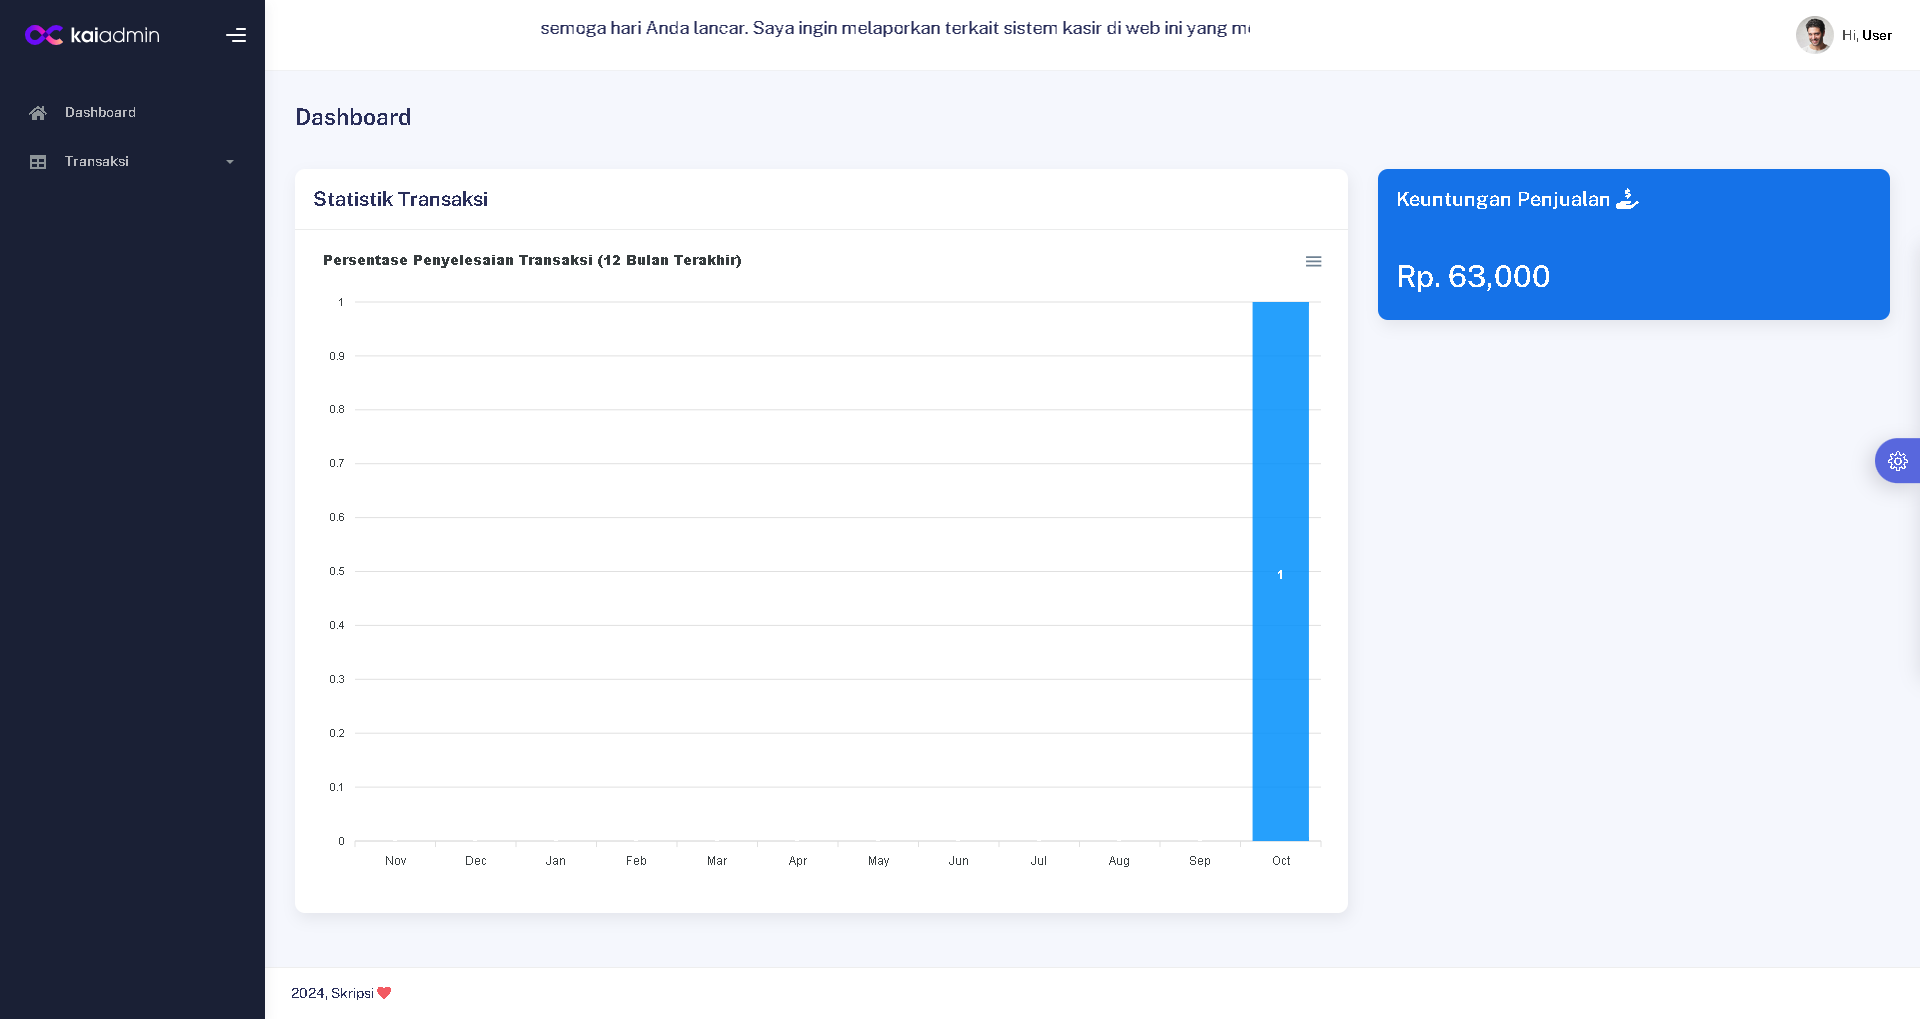 kaiadmin
semoga hari Anda lancar. Saya ingin melaporkan terkait sistem kasir di web ini yang
Hi, User
Dashboard
Transaksi
Dashboard
Statistik Transaksi
Persentase Penyelesaian Transaksi (12 Bulan Terakhir)
1
0.9
0.8
0.7
0.6
0.5
0.4
0.3
0.2
0.1
0
1
Nov Dec Jan Feb Mar Apr May Jun Jul Aug Sep Oct
Keuntungan Penjualan
Rp. 63,000
2024, Skripsi